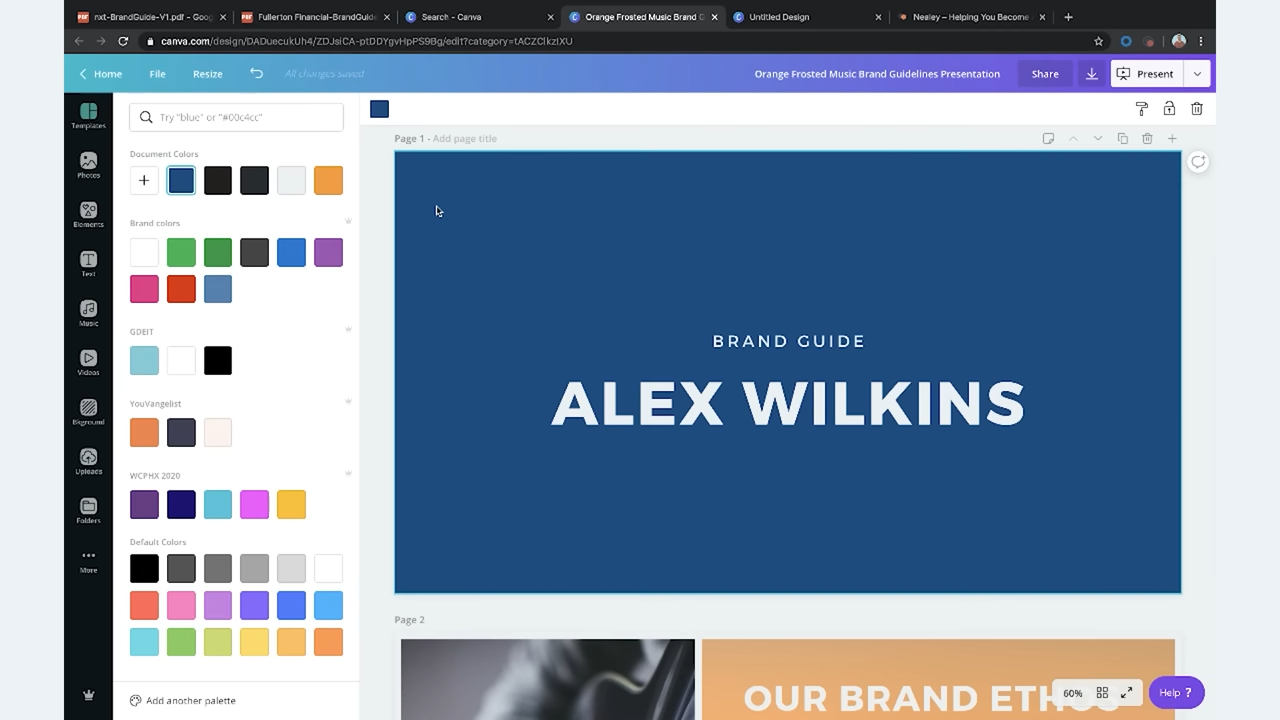 nxt-BrandGuide-V1.pdf - Goog
Fullerton Financial-BrandGuide
Search - Canva
Orange Frosted Music Brand G
Untitled Design
Nealey – Helping You Become
canva.com/design/DADuecukUh4/ZDJsiCA-ptDDYgvHpPS9Bg/edit?category=tACZCIkzIXU
Home
File
Resize
All changes saved
Orange Frosted Music Brand Guidelines Presentation
Share
Present
Templates
Photos
Elements
Text
Music
Videos
Bkground
Uploads
Folders
More
Try "blue" or "#00c4cc"
Document Colors
Brand colors
GDEIT
YouVangelist
WCPHX 2020
Default Colors
Add another palette
Page 1 - Add page title
BRAND GUIDE
ALEX WILKINS
Page 2
OUR BRAND ETHOS
60%
Help ?